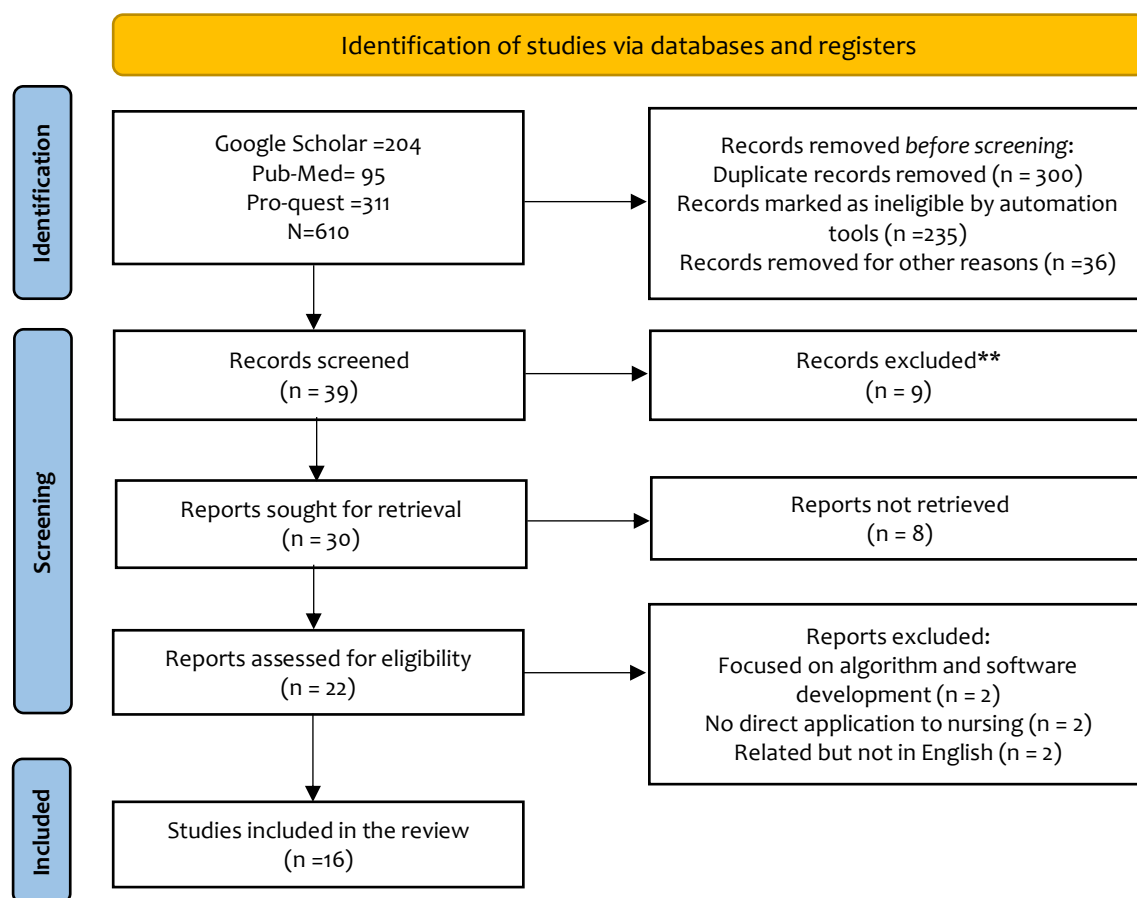 Identification of studies via databases and registers
Identification
Google Scholar =204
Pub-Med= 95
Pro-quest =311
N=610
Records removed before screening:
Duplicate records removed (n = 300)
Records marked as ineligible by automation
tools (n =235)
Records removed for other reasons (n =36)
Screening
Records screened
(n = 39)
Records excluded**
(n = 9)
Reports sought for retrieval
(n = 30)
Reports not retrieved
(n = 8)
Reports assessed for eligibility
(n = 22)
Reports excluded:
Focused on algorithm and software
development (n = 2)
No direct application to nursing (n = 2)
Related but not in English (n = 2)
Included
Studies included in the review
(n =16)